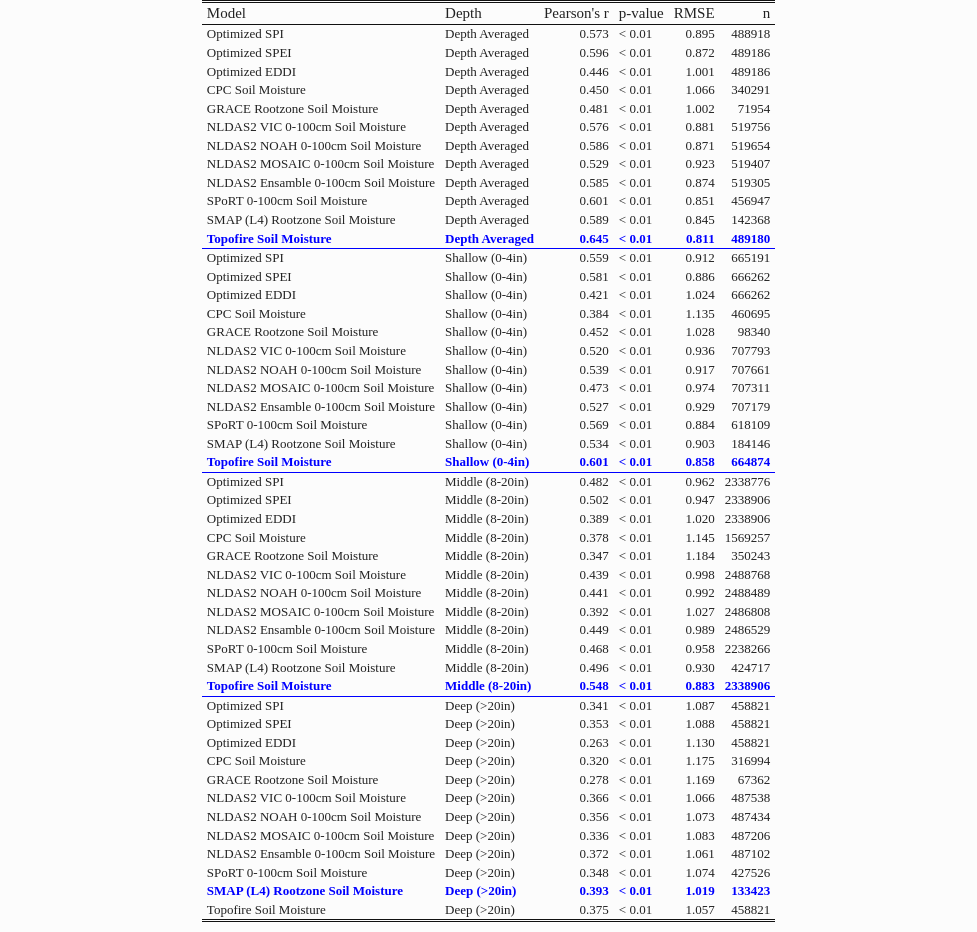 Model Depth Pearson's r p-value RMSE n
Optimized SPI Depth Averaged 0.573 < 0.01 0.895 488918
Optimized SPEI Depth Averaged 0.596 < 0.01 0.872 489186
Optimized EDDI Depth Averaged 0.446 < 0.01 1.001 489186
CPC Soil Moisture Depth Averaged 0.450 < 0.01 1.066 340291
GRACE Rootzone Soil Moisture Depth Averaged 0.481 < 0.01 1.002 71954
NLDAS2 VIC 0-100cm Soil Moisture Depth Averaged 0.576 < 0.01 0.881 519756
NLDAS2 NOAH 0-100cm Soil Moisture Depth Averaged 0.586 < 0.01 0.871 519654
NLDAS2 MOSAIC 0-100cm Soil Moisture Depth Averaged 0.529 < 0.01 0.923 519407
NLDAS2 Ensamble 0-100cm Soil Moisture Depth Averaged 0.585 < 0.01 0.874 519305
SPoRT 0-100cm Soil Moisture Depth Averaged 0.601 < 0.01 0.851 456947
SMAP (L4) Rootzone Soil Moisture Depth Averaged 0.589 < 0.01 0.845 142368
Topofire Soil Moisture Depth Averaged 0.645 < 0.01 0.811 489180
Optimized SPI Shallow (0-4in) 0.559 < 0.01 0.912 665191
Optimized SPEI Shallow (0-4in) 0.581 < 0.01 0.886 666262
Optimized EDDI Shallow (0-4in) 0.421 < 0.01 1.024 666262
CPC Soil Moisture Shallow (0-4in) 0.384 < 0.01 1.135 460695
GRACE Rootzone Soil Moisture Shallow (0-4in) 0.452 < 0.01 1.028 98340
NLDAS2 VIC 0-100cm Soil Moisture Shallow (0-4in) 0.520 < 0.01 0.936 707793
NLDAS2 NOAH 0-100cm Soil Moisture Shallow (0-4in) 0.539 < 0.01 0.917 707661
NLDAS2 MOSAIC 0-100cm Soil Moisture Shallow (0-4in) 0.473 < 0.01 0.974 707311
NLDAS2 Ensamble 0-100cm Soil Moisture Shallow (0-4in) 0.527 < 0.01 0.929 707179
SPoRT 0-100cm Soil Moisture Shallow (0-4in) 0.569 < 0.01 0.884 618109
SMAP (L4) Rootzone Soil Moisture Shallow (0-4in) 0.534 < 0.01 0.903 184146
Topofire Soil Moisture Shallow (0-4in) 0.601 < 0.01 0.858 664874
Optimized SPI Middle (8-20in) 0.482 < 0.01 0.962 2338776
Optimized SPEI Middle (8-20in) 0.502 < 0.01 0.947 2338906
Optimized EDDI Middle (8-20in) 0.389 < 0.01 1.020 2338906
CPC Soil Moisture Middle (8-20in) 0.378 < 0.01 1.145 1569257
GRACE Rootzone Soil Moisture Middle (8-20in) 0.347 < 0.01 1.184 350243
NLDAS2 VIC 0-100cm Soil Moisture Middle (8-20in) 0.439 < 0.01 0.998 2488768
NLDAS2 NOAH 0-100cm Soil Moisture Middle (8-20in) 0.441 < 0.01 0.992 2488489
NLDAS2 MOSAIC 0-100cm Soil Moisture Middle (8-20in) 0.392 < 0.01 1.027 2486808
NLDAS2 Ensamble 0-100cm Soil Moisture Middle (8-20in) 0.449 < 0.01 0.989 2486529
SPoRT 0-100cm Soil Moisture Middle (8-20in) 0.468 < 0.01 0.958 2238266
SMAP (L4) Rootzone Soil Moisture Middle (8-20in) 0.496 < 0.01 0.930 424717
Topofire Soil Moisture Middle (8-20in) 0.548 < 0.01 0.883 2338906
Optimized SPI Deep (>20in) 0.341 < 0.01 1.087 458821
Optimized SPEI Deep (>20in) 0.353 < 0.01 1.088 458821
Optimized EDDI Deep (>20in) 0.263 < 0.01 1.130 458821
CPC Soil Moisture Deep (>20in) 0.320 < 0.01 1.175 316994
GRACE Rootzone Soil Moisture Deep (>20in) 0.278 < 0.01 1.169 67362
NLDAS2 VIC 0-100cm Soil Moisture Deep (>20in) 0.366 < 0.01 1.066 487538
NLDAS2 NOAH 0-100cm Soil Moisture Deep (>20in) 0.356 < 0.01 1.073 487434
NLDAS2 MOSAIC 0-100cm Soil Moisture Deep (>20in) 0.336 < 0.01 1.083 487206
NLDAS2 Ensamble 0-100cm Soil Moisture Deep (>20in) 0.372 < 0.01 1.061 487102
SPoRT 0-100cm Soil Moisture Deep (>20in) 0.348 < 0.01 1.074 427526
SMAP (L4) Rootzone Soil Moisture Deep (>20in) 0.393 < 0.01 1.019 133423
Topofire Soil Moisture Deep (>20in) 0.375 < 0.01 1.057 458821